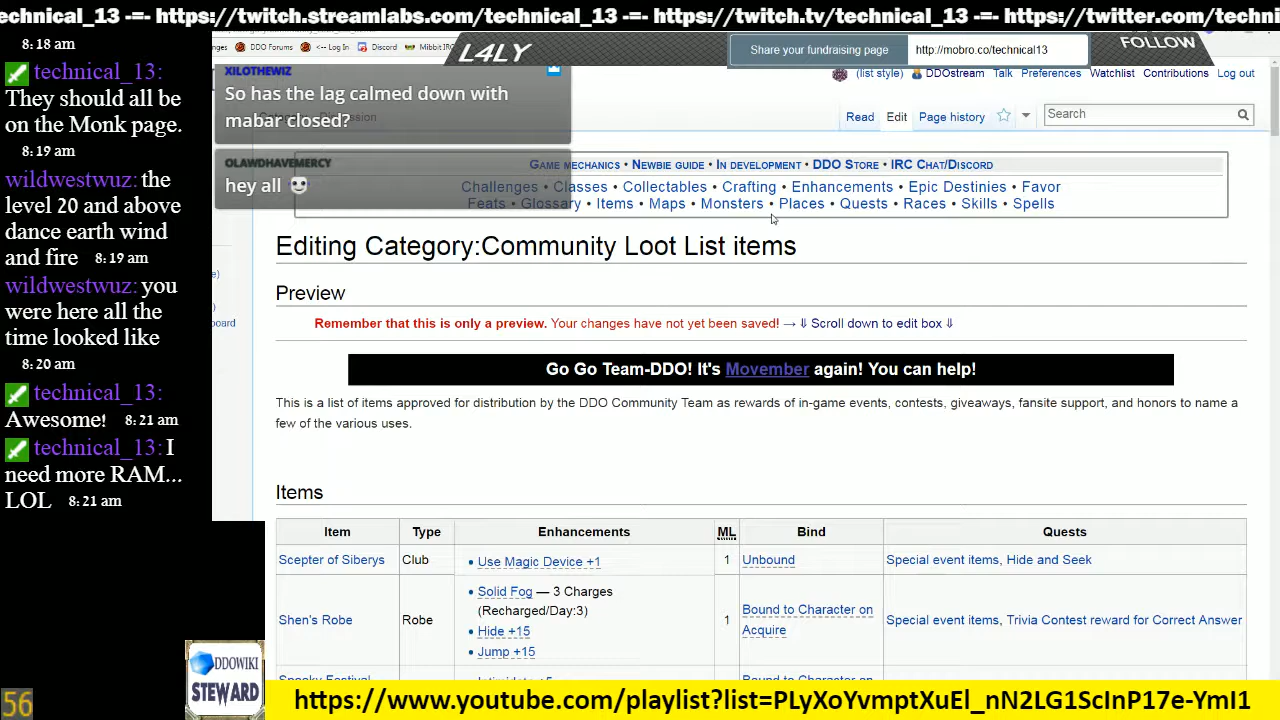 https://twitch.streamlabs.com/technical_13 -=- https://twitch.tv/technical_13 -=- https://twitter.com/techni
8:18 am
technical_13:
They should all be
on the Monk page.
8:19 am
wildwestwuz: the
level 20 and above
dance earth wind
and fire 8:19 am
wildwestwuz: you
were here all the
time looked like
8:20 am
technical_13:
Awesome! 8:21 am
technical_13: I
need more RAM...
LOL 8:21 am
DDO Forums <-- Log In Discord Mibbit IRC
L4LY
Share your fundraising page http://mobro.co/technical13
FOLLOW
XILOTHEWIZ
So has the lag calmed down with
mabar closed?
OLAWDHAVEMERCY
hey all
(list style) DDOstream Talk Preferences Watchlist Contributions Log out
Read Edit Page history Search
Game mechanics • Newbie guide • In development • DDO Store • IRC Chat/Discord
Challenges • Classes • Collectables • Crafting • Enhancements • Epic Destinies • Favor
Feats • Glossary • Items • Maps • Monsters • Places • Quests • Races • Skills • Spells
Editing Category:Community Loot List items
Preview
Remember that this is only a preview. Your changes have not yet been saved! → ⇓ Scroll down to edit box ⇓
Go Go Team-DDO! It's Movember again! You can help!
This is a list of items approved for distribution by the DDO Community Team as rewards of in-game events, contests, giveaways, fansite support, and honors to name a
few of the various uses.
Items
Item Type Enhancements ML Bind Quests
Scepter of Siberys Club • Use Magic Device +1 1 Unbound Special event items, Hide and Seek
Shen's Robe Robe • Solid Fog — 3 Charges
(Recharged/Day:3)
• Hide +15
• Jump +15
1 Bound to Character on
Acquire
Special event items, Trivia Contest reward for Correct Answer
DDOWIKI
STEWARD
56
https://www.youtube.com/playlist?list=PLyXoYvmptXuEl_nN2LG1ScInP17e-YmI1